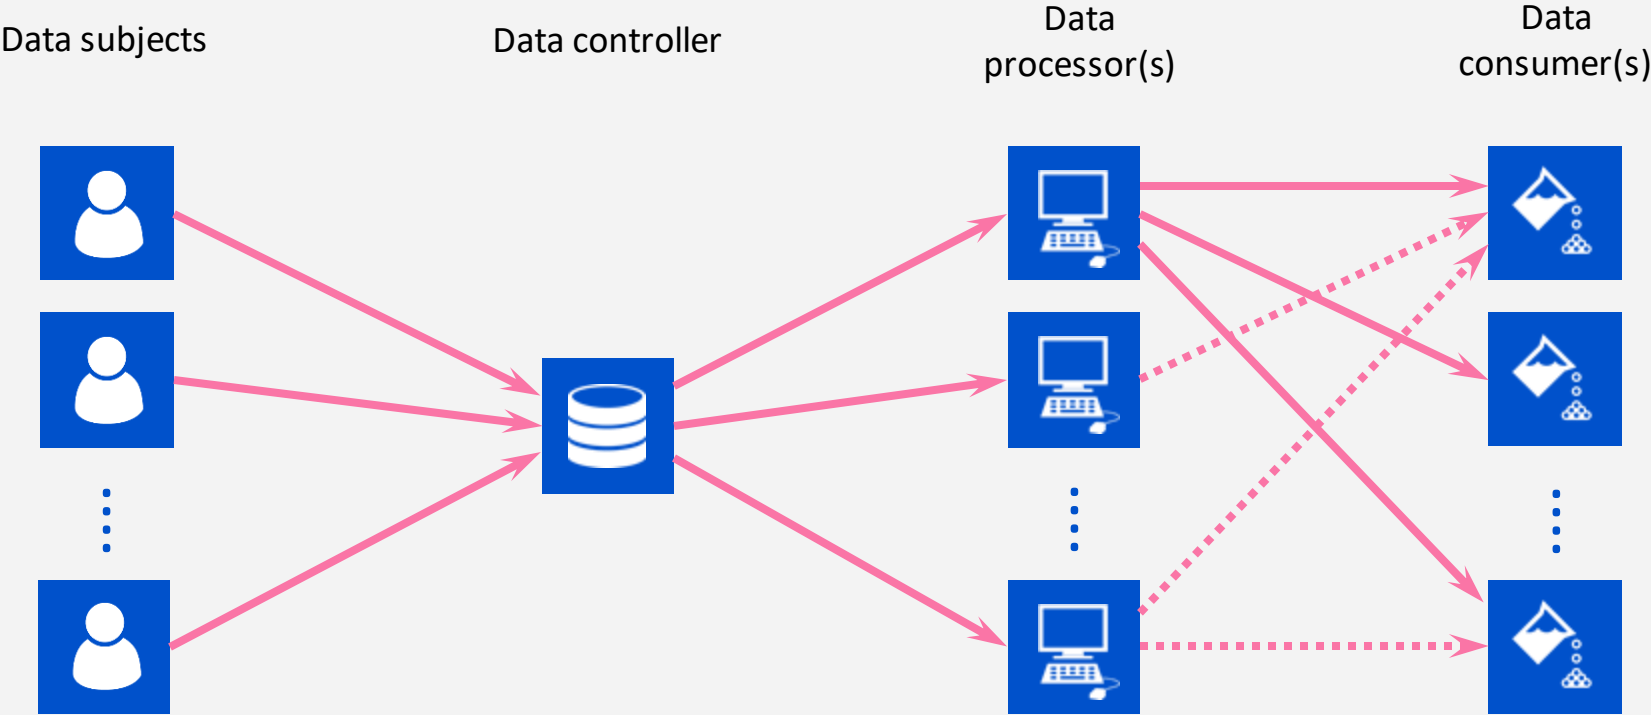 Data subjects
Data controller
Data
processor(s)
Data
consumer(s)